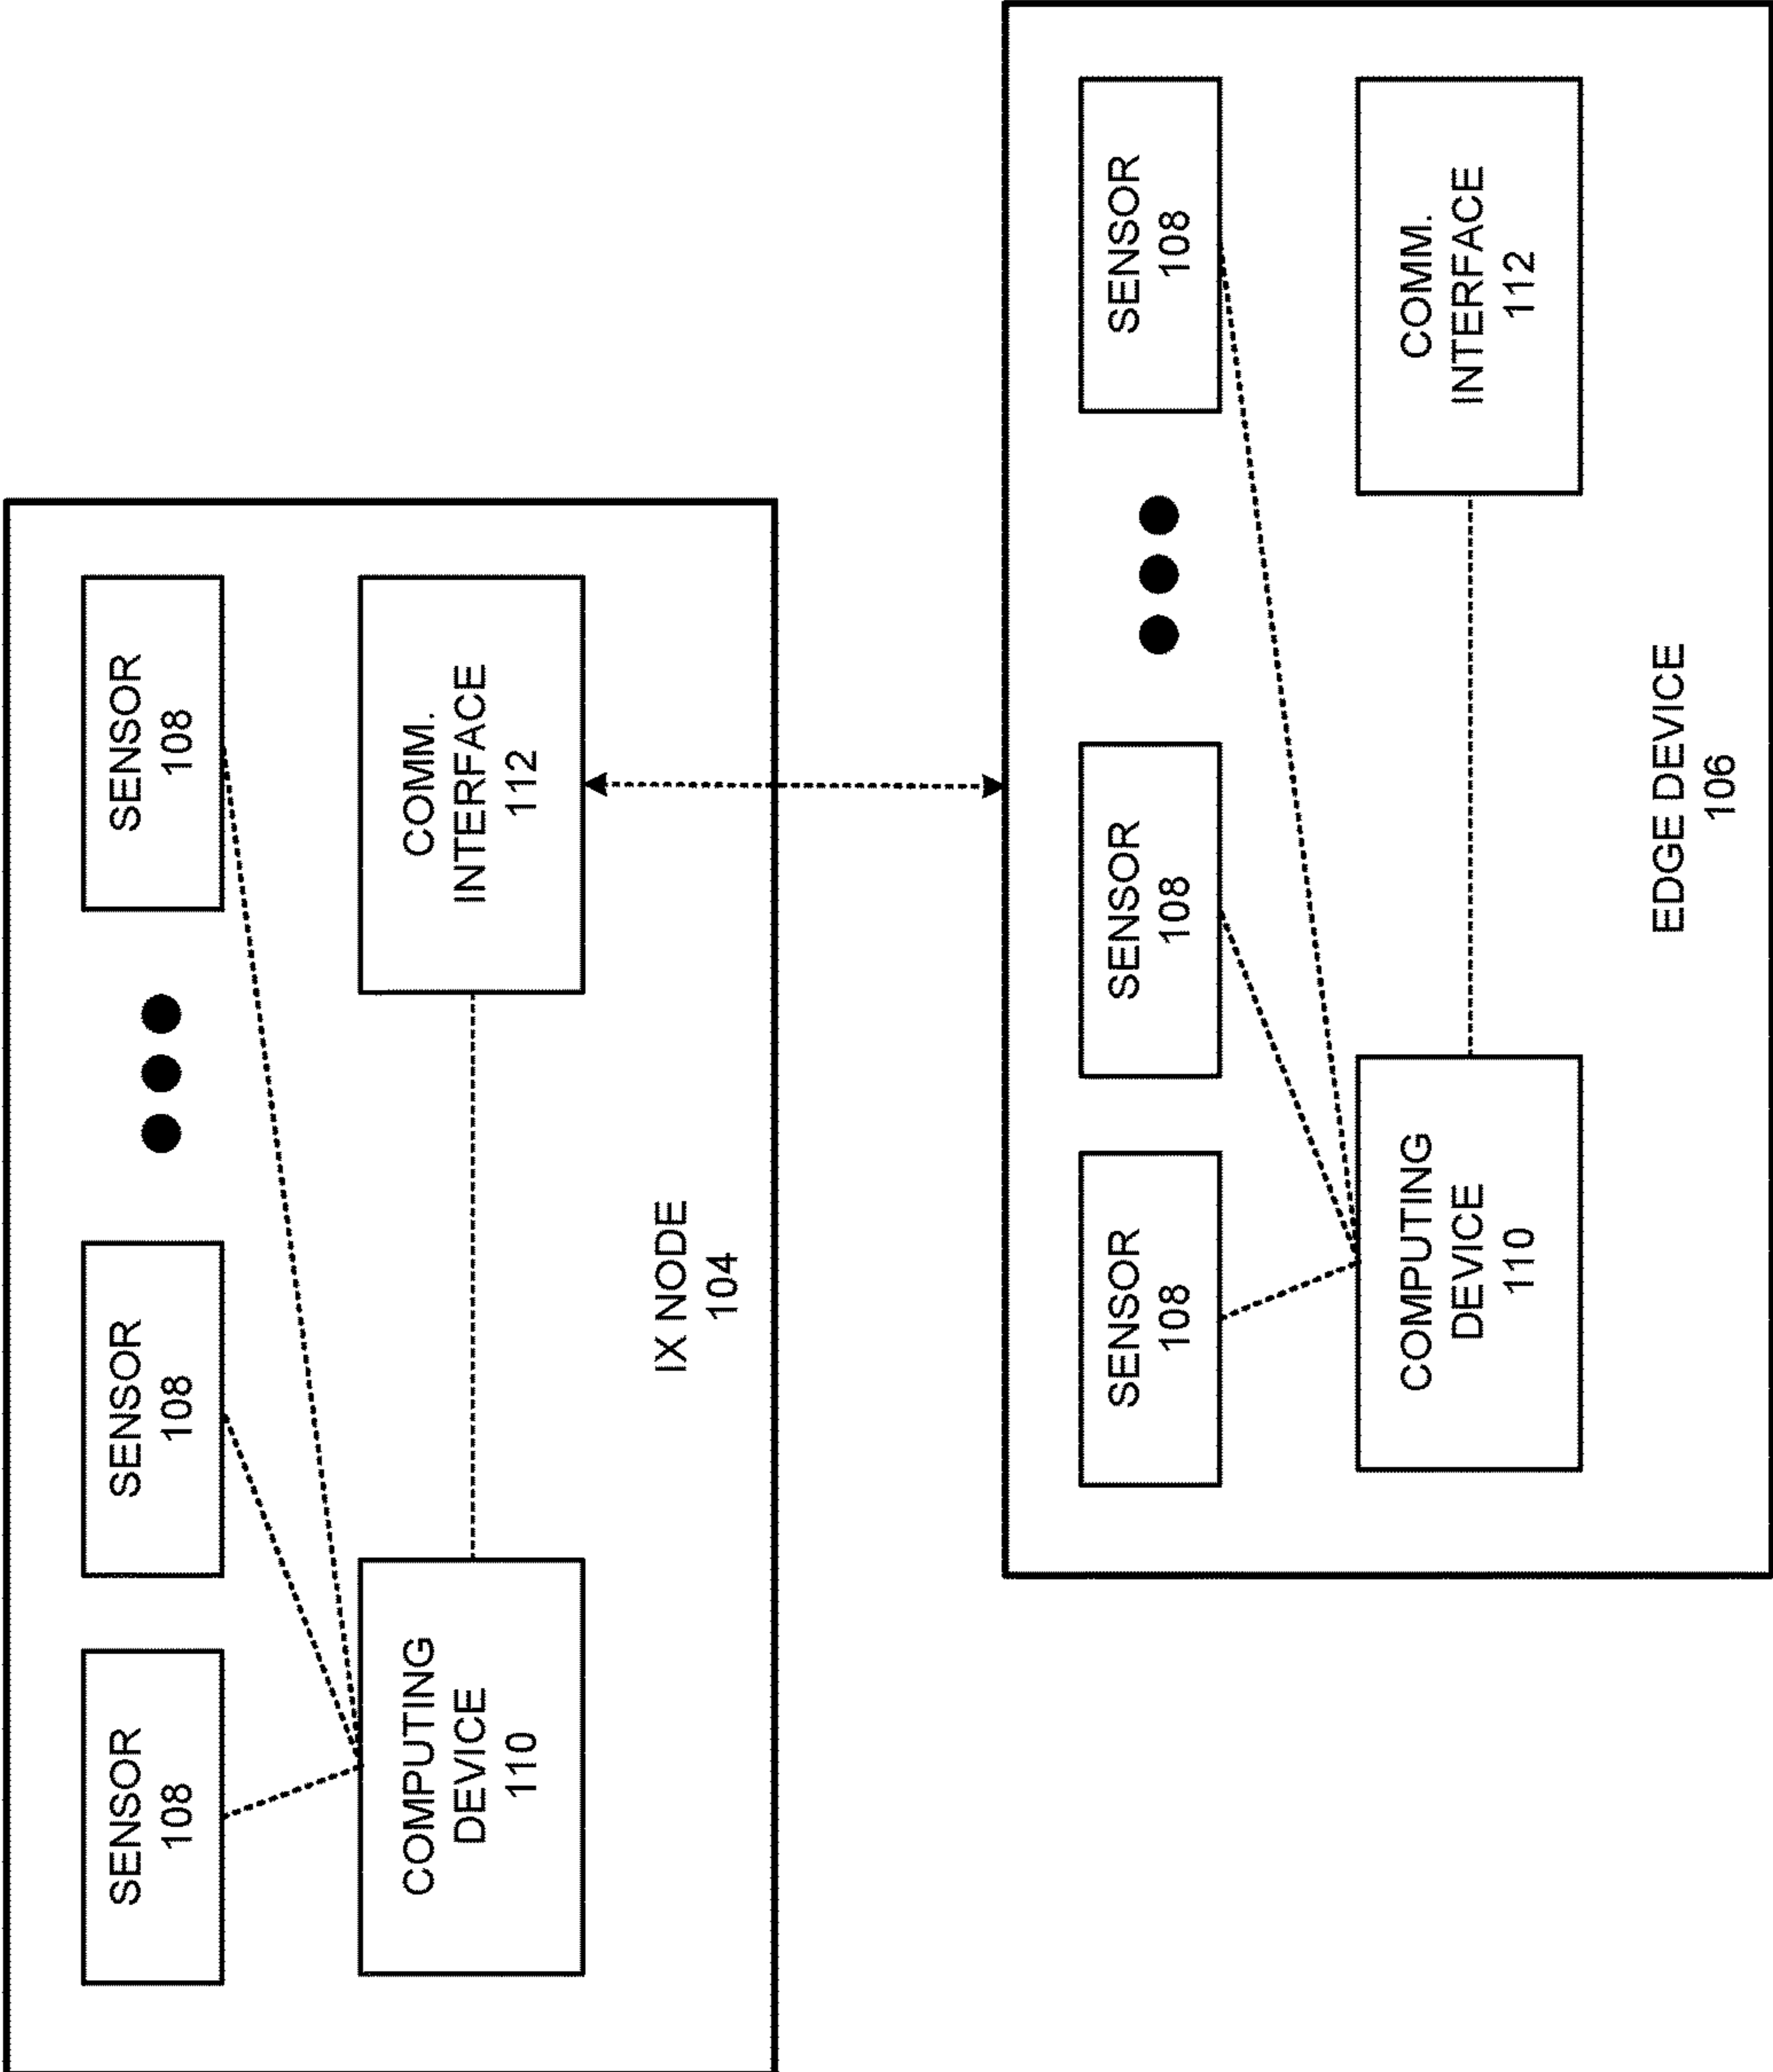 SENSOR
108
SENSOR
108
SENSOR
108
COMPUTING
DEVICE
110
COMM.
INTERFACE
112
IX NODE
104
SENSOR
108
SENSOR
108
SENSOR
108
COMPUTING
DEVICE
110
COMM.
INTERFACE
112
EDGE DEVICE
106